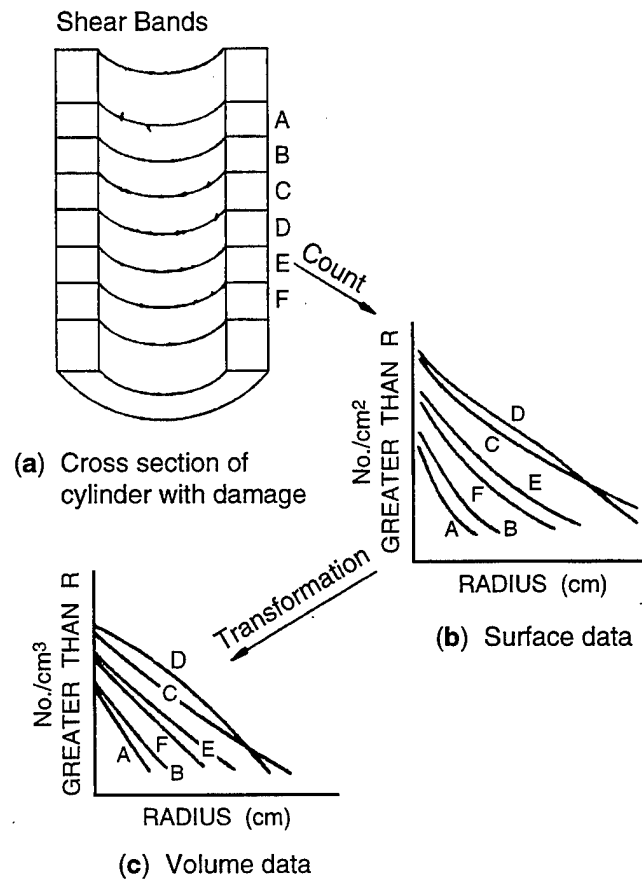 Shear Bands
A
B
C
D
E
F
Count
No./cm²
GREATER THAN R
D
C
E
F
A
B
RADIUS (cm)
(b) Surface data
(a) Cross section of
cylinder with damage
Transformation
No./cm³
GREATER THAN R
D
C
F
E
A
B
RADIUS (cm)
(c) Volume data